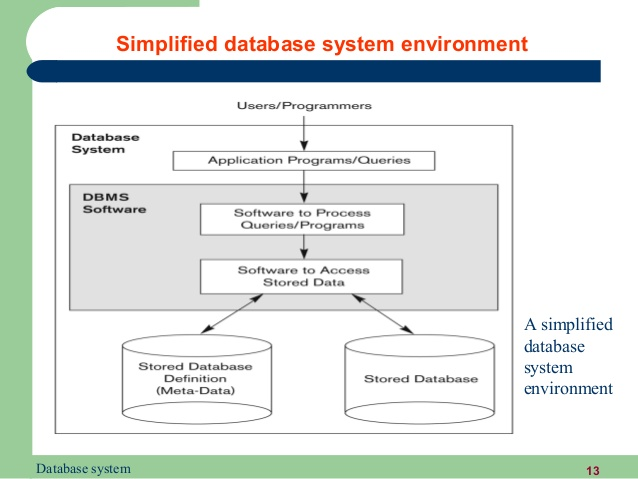 Simplified database system environment
Users/Programmers
Database
System
Application Programs/Queries
DBMS
Software
Software to Process
Queries/Programs
Software to Access
Stored Data
Stored Database
Definition
(Meta-Data)
Stored Database
A simplified
database
system
environment
Database system
13